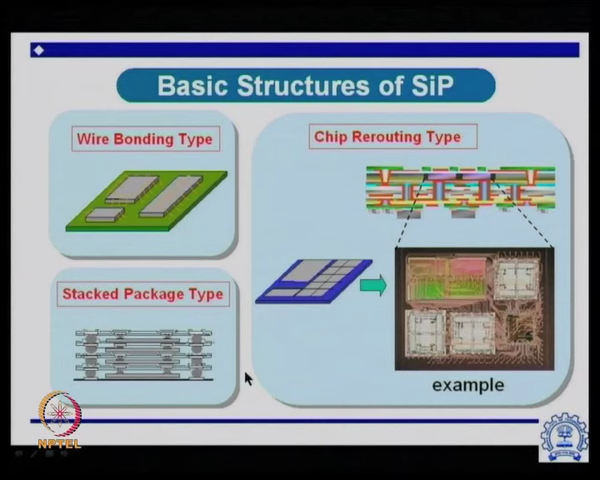 Basic Structures of SiP
Wire Bonding Type
Chip Rerouting Type
Stacked Package Type
example
NPTEL